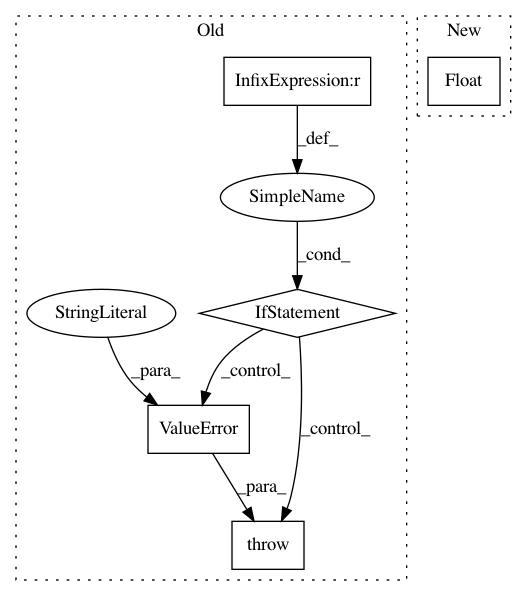 Old
New
InfixExpression:r
Float
_def_
SimpleName
_cond_
StringLiteral
IfStatement
_para_
_control_
_control_
ValueError
_para_
throw